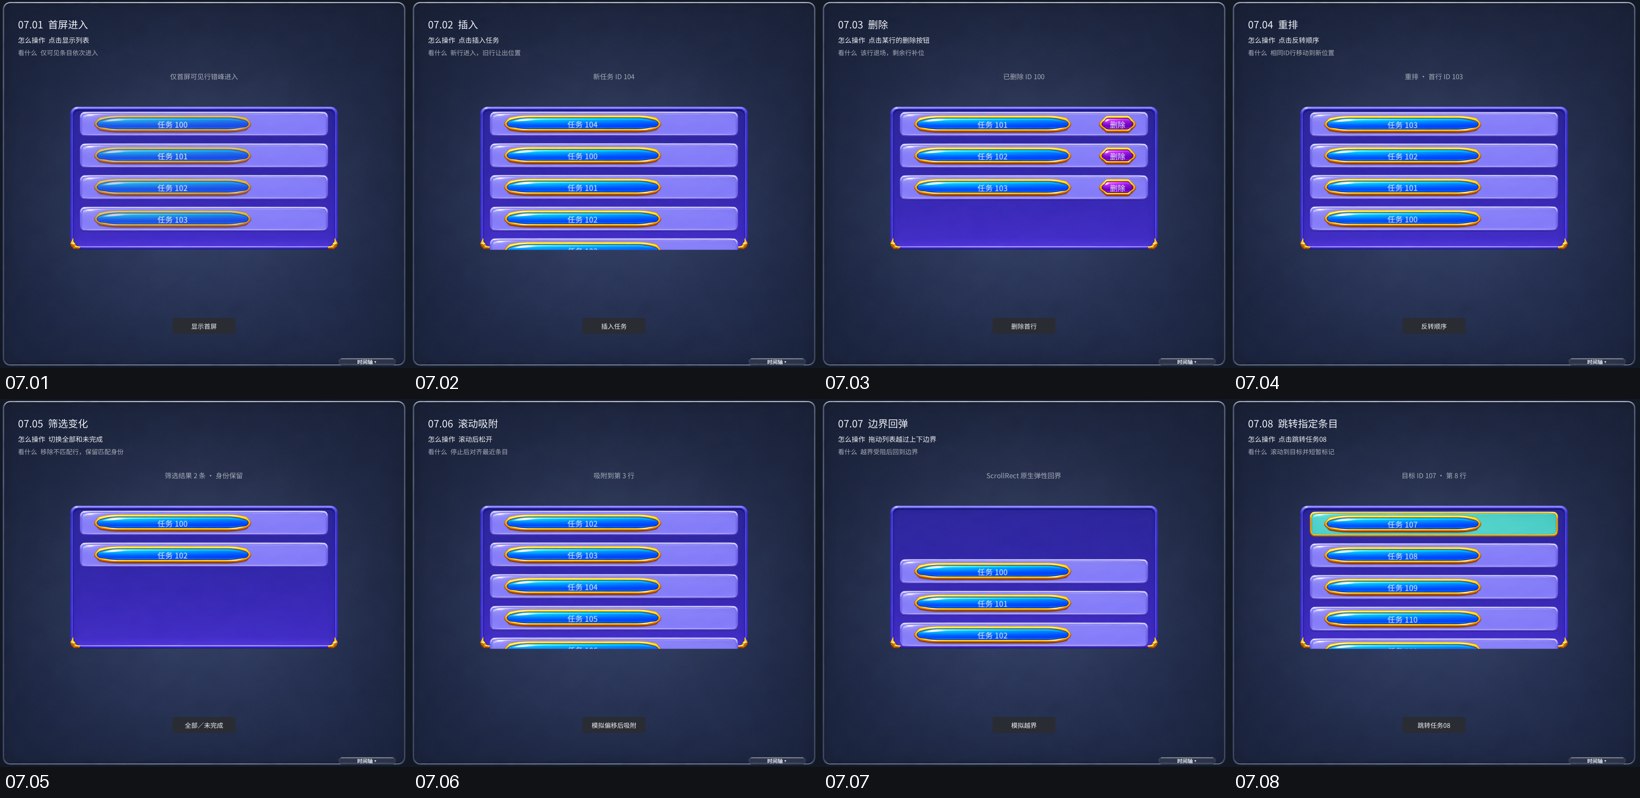 07.01 首屏进入
怎么操作 点击显示列表
看什么 仅可见条目依次进入
仅首屏可见行错峰进入
任务 100
任务 101
任务 102
任务 103
显示首屏
时间轴
07.01
07.02 插入
怎么操作 点击插入任务
看什么 新行进入，旧行让出位置
新任务 ID 104
任务 104
任务 100
任务 101
任务 102
插入任务
时间轴
07.02
07.03 删除
怎么操作 点击某行的删除按钮
看什么 该行退场，剩余行补位
已删除 ID 100
任务 101 删除
任务 102 删除
任务 103 删除
删除首行
时间轴
07.03
07.04 重排
怎么操作 点击反转顺序
看什么 相同ID行移动到新位置
重排 · 首行 ID 103
任务 103
任务 102
任务 101
任务 100
反转顺序
时间轴
07.04
07.05 筛选变化
怎么操作 切换全部和未完成
看什么 移除不匹配行，保留匹配身份
筛选结果 2 条 · 身份保留
任务 100
任务 102
全部／未完成
时间轴
07.05
07.06 滚动吸附
怎么操作 滚动后松开
看什么 停止后对齐最近条目
吸附到第 3 行
任务 102
任务 103
任务 104
任务 105
模拟偏移后吸附
时间轴
07.06
07.07 边界回弹
怎么操作 拖动列表越过上下边界
看什么 越界受阻后回到边界
ScrollRect 原生弹性回界
任务 100
任务 101
任务 102
模拟越界
时间轴
07.07
07.08 跳转指定条目
怎么操作 点击跳转任务08
看什么 滚动到目标并短暂标记
目标 ID 107 · 第 8 行
任务 107
任务 108
任务 109
任务 110
跳转任务08
时间轴
07.08